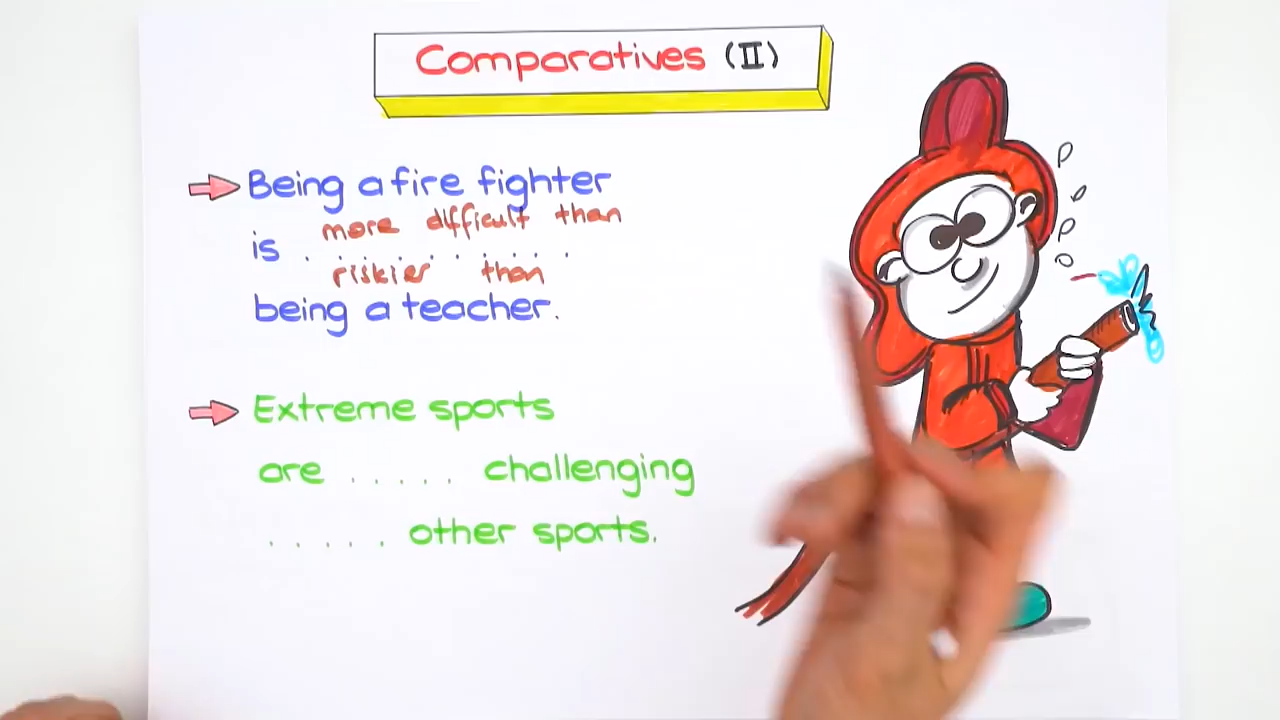 Comparatives (II)
Being a fire fighter
more difficult than
is . . . . . . . . . .
riskier than
being a teacher.
Extreme sports
are . . . . . challenging
. . . . . other sports.